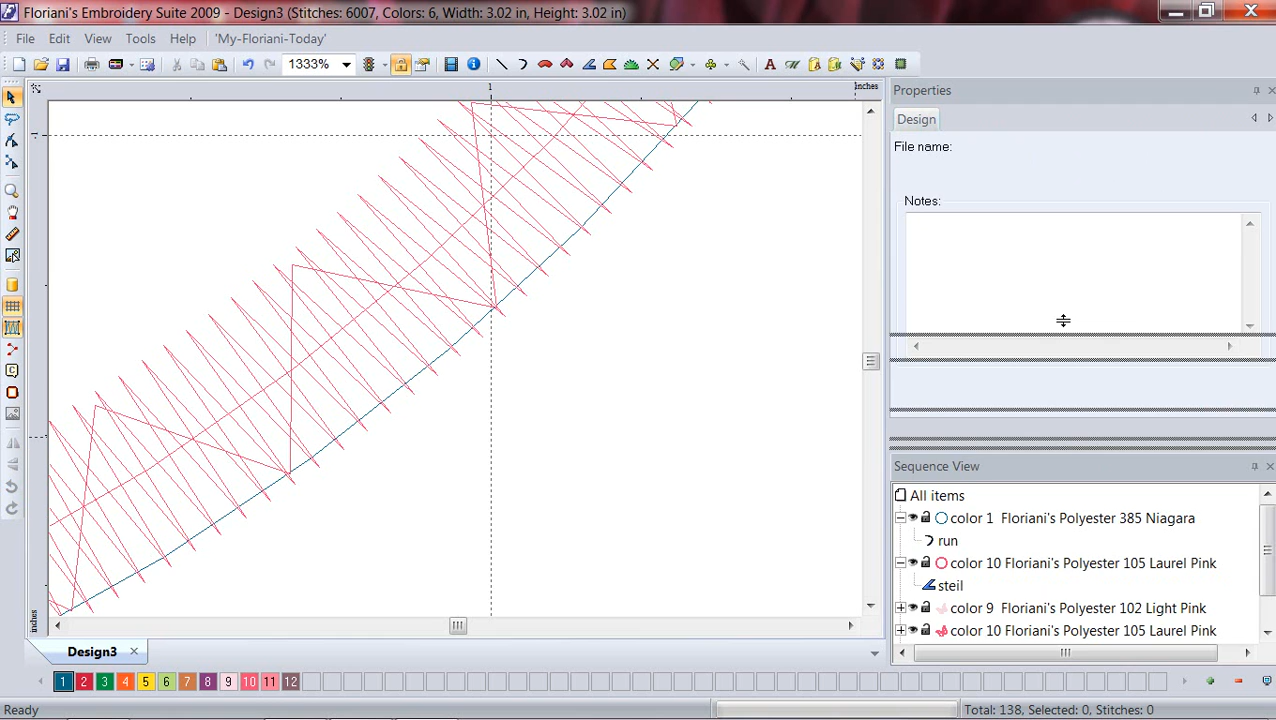 Floriani's Embroidery Suite 2009 - Design3 (Stitches: 6007, Colors: 6, Width: 3.02 in, Height: 3.02 in)
File Edit View Tools Help 'My-Floriani-Today'
1333%
1 inches
inches
Properties
Design
File name:
Notes:
Sequence View
All items
color 1 Floriani's Polyester 385 Niagara
run
color 10 Floriani's Polyester 105 Laurel Pink
steil
color 9 Floriani's Polyester 102 Light Pink
color 10 Floriani's Polyester 105 Laurel Pink
Design3
1 2 3 4 5 6 7 8 9 10 11 12
Ready
Total: 138, Selected: 0, Stitches: 0